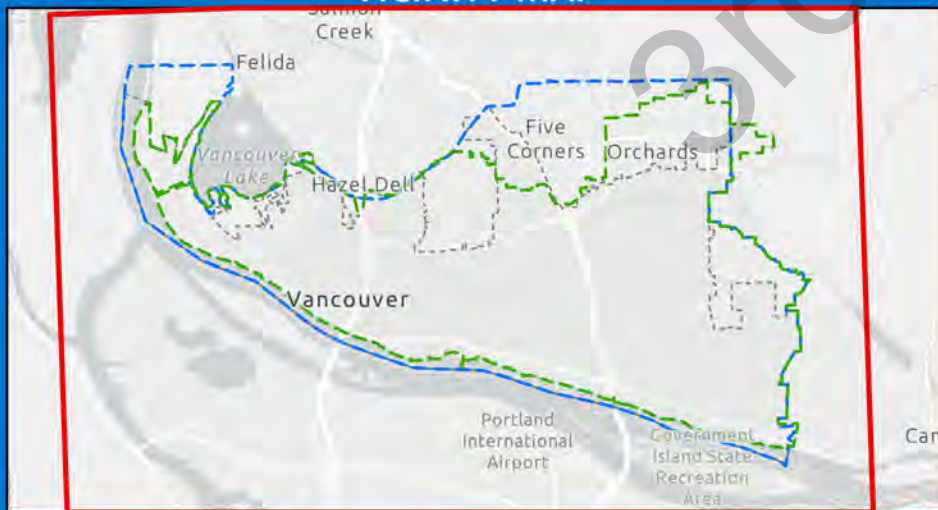 Salmon
Creek
Felida
3rd
Five
Corners
Orchards
Vancouver
Lake
Hazel Dell
Vancouver
Portland
International
Airport
Government
Island State
Recreation
Area